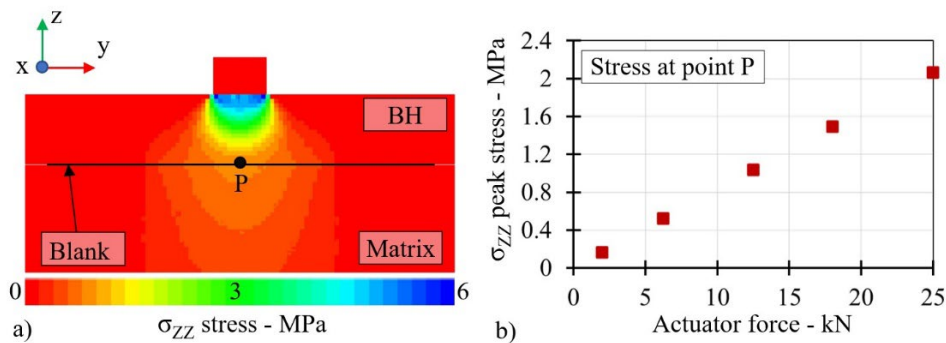 z
y
x
BH
P
Blank
Matrix
0 3 6
a) σZZ stress - MPa
σZZ peak stress - MPa
2.4
2
1.6
1.2
0.8
0.4
0
Stress at point P
0 5 10 15 20 25
b) Actuator force - kN